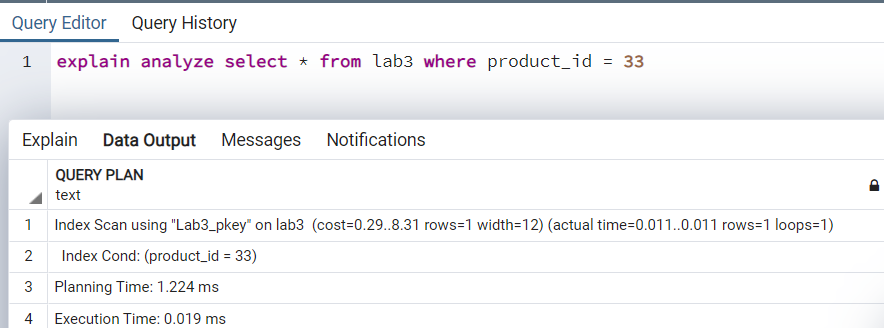 Query Editor Query History
1 explain analyze select * from lab3 where product_id = 33
Explain Data Output Messages Notifications
QUERY PLAN
text
1 Index Scan using "Lab3_pkey" on lab3 (cost=0.29..8.31 rows=1 width=12) (actual time=0.011..0.011 rows=1 loops=1)
2 Index Cond: (product_id = 33)
3 Planning Time: 1.224 ms
4 Execution Time: 0.019 ms